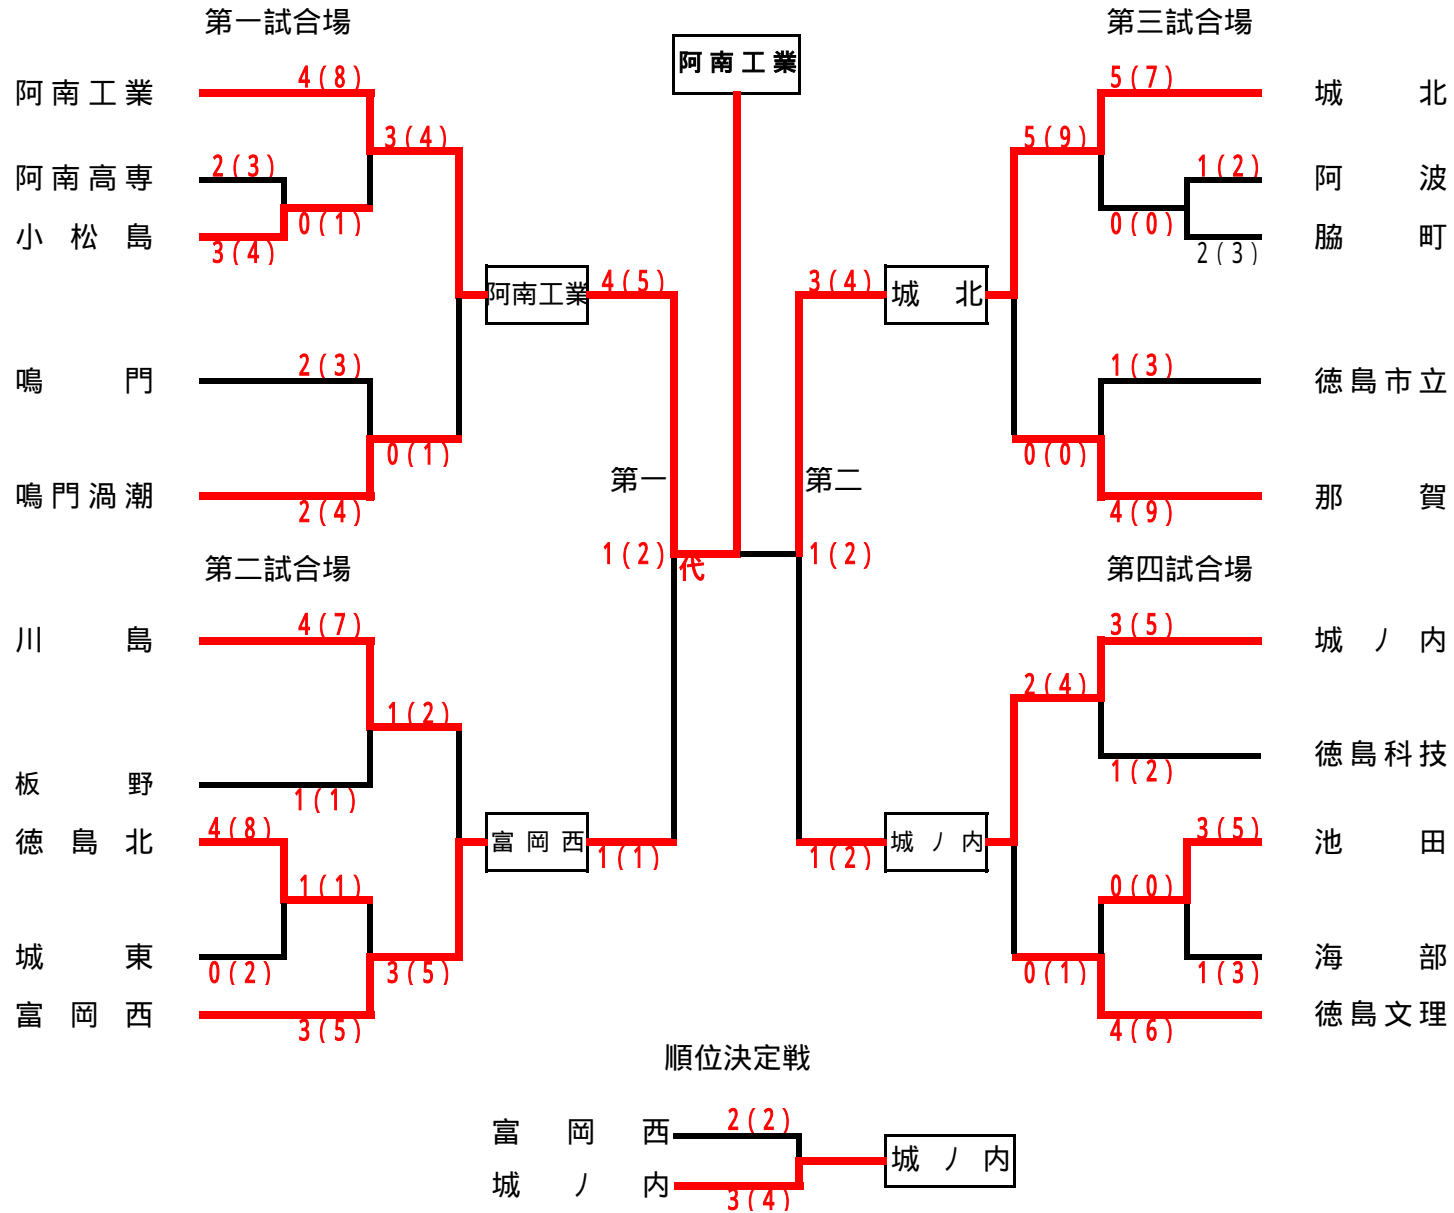 第一試合場
阿南工業
4(8)
3(4)
阿南高専
2(3)
0(1)
小松島
3(4)
阿南工業
4(5)
鳴門
2(3)
0(1)
鳴門渦潮
2(4)
第二試合場
川島
4(7)
1(2)
板野
1(1)
徳島北
4(8)
1(1)
富岡西
1(1)
城東
0(2)
3(5)
富岡西
3(5)
阿南工業
第一
第二
1(2)
代
1(2)
第三試合場
5(7)
城北
5(9)
1(2)
阿波
0(0)
2(3)
脇町
3(4)
城北
1(3)
徳島市立
0(0)
4(9)
那賀
第四試合場
3(5)
城ノ内
2(4)
1(2)
徳島科技
1(2)
城ノ内
3(5)
池田
0(0)
1(3)
海部
0(1)
4(6)
徳島文理
順位決定戦
富岡西
2(2)
城ノ内
3(4)
城ノ内